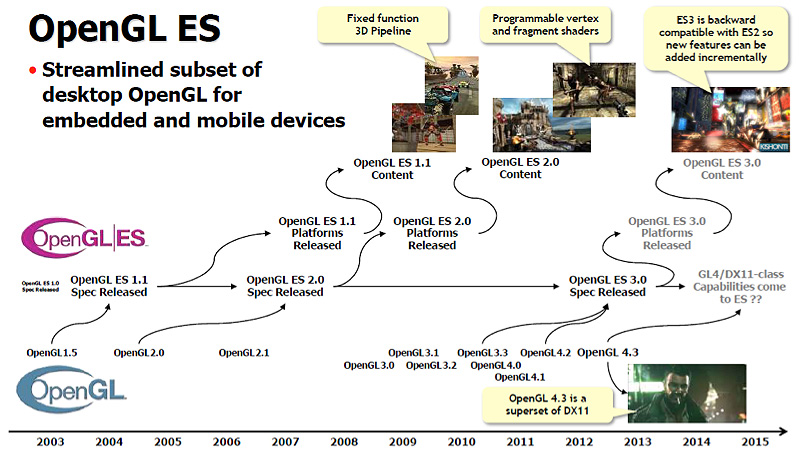 OpenGL ES
• Streamlined subset of
desktop OpenGL for
embedded and mobile devices
Fixed function
3D Pipeline
Programmable vertex
and fragment shaders
ES3 is backward
compatible with ES2 so
new features can be
added incrementally
KISHONTI
OpenGL ES 1.1
Content
OpenGL ES 2.0
Content
OpenGL ES 3.0
Content
OpenGL|ES™
OpenGL ES 1.1
Platforms
Released
OpenGL ES 2.0
Platforms
Released
OpenGL ES 3.0
Platforms
Released
OpenGL ES 1.0
Spec Released
OpenGL ES 1.1
Spec Released
OpenGL ES 2.0
Spec Released
OpenGL ES 3.0
Spec Released
GL4/DX11-class
Capabilities come
to ES ??
OpenGL1.5
OpenGL2.0
OpenGL2.1
OpenGL3.0
OpenGL3.1
OpenGL3.2
OpenGL3.3
OpenGL4.0
OpenGL4.1
OpenGL4.2
OpenGL 4.3
OpenGL.
OpenGL 4.3 is a
superset of DX11
2003 2004 2005 2006 2007 2008 2009 2010 2011 2012 2013 2014 2015